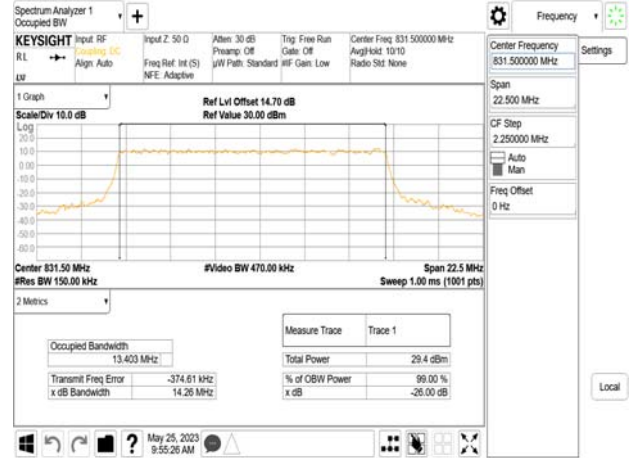 Spectrum Analyzer 1
Occupied BW
Frequency
KEYSIGHT
RL
Input: RF
Coupling: DC
Align: Auto
Input Z: 50 Ω
Freq Ref: Int (S)
NFE: Adaptive
Atten: 30 dB
Preamp: Off
µW Path: Standard
Trig: Free Run
Gate: Off
#IF Gain: Low
Center Freq: 831.500000 MHz
Avg|Hold: 10/10
Radio Std: None
Center Frequency
831.500000 MHz
Settings
Span
22.500 MHz
CF Step
2.250000 MHz
Auto
Man
Freq Offset
0 Hz
Local
1 Graph
Scale/Div 10.0 dB
Ref Lvl Offset 14.70 dB
Ref Value 30.00 dBm
Log
20.0
10.0
0.00
-10.0
-20.0
-30.0
-40.0
-50.0
-60.0
Center 831.50 MHz
#Video BW 470.00 kHz
Span 22.5 MHz
#Res BW 150.00 kHz
Sweep 1.00 ms (1001 pts)
2 Metrics
Measure Trace Trace 1
Occupied Bandwidth
13.403 MHz
Total Power 29.4 dBm
Transmit Freq Error -374.61 kHz
% of OBW Power 99.00 %
x dB Bandwidth 14.26 MHz
x dB -26.00 dB
?
May 25, 2023
9:55:26 AM